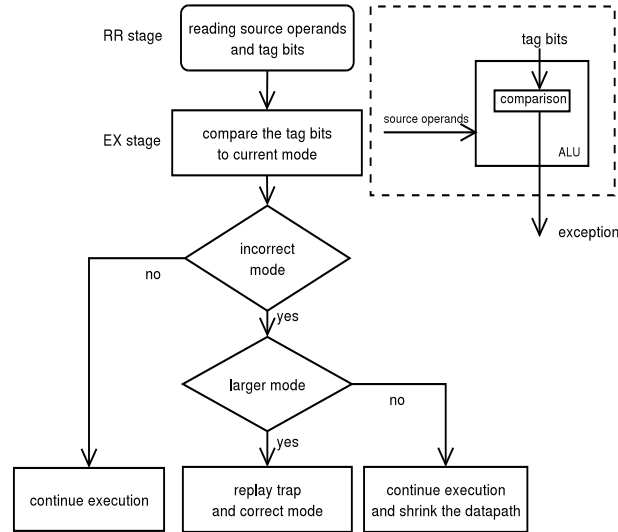 RR stage
reading source operands
and tag bits
EX stage
compare the tag bits
to current mode
tag bits
comparison
source operands
ALU
exception
incorrect
mode
no
yes
larger mode
no
yes
continue execution
replay trap
and correct mode
continue execution
and shrink the datapath